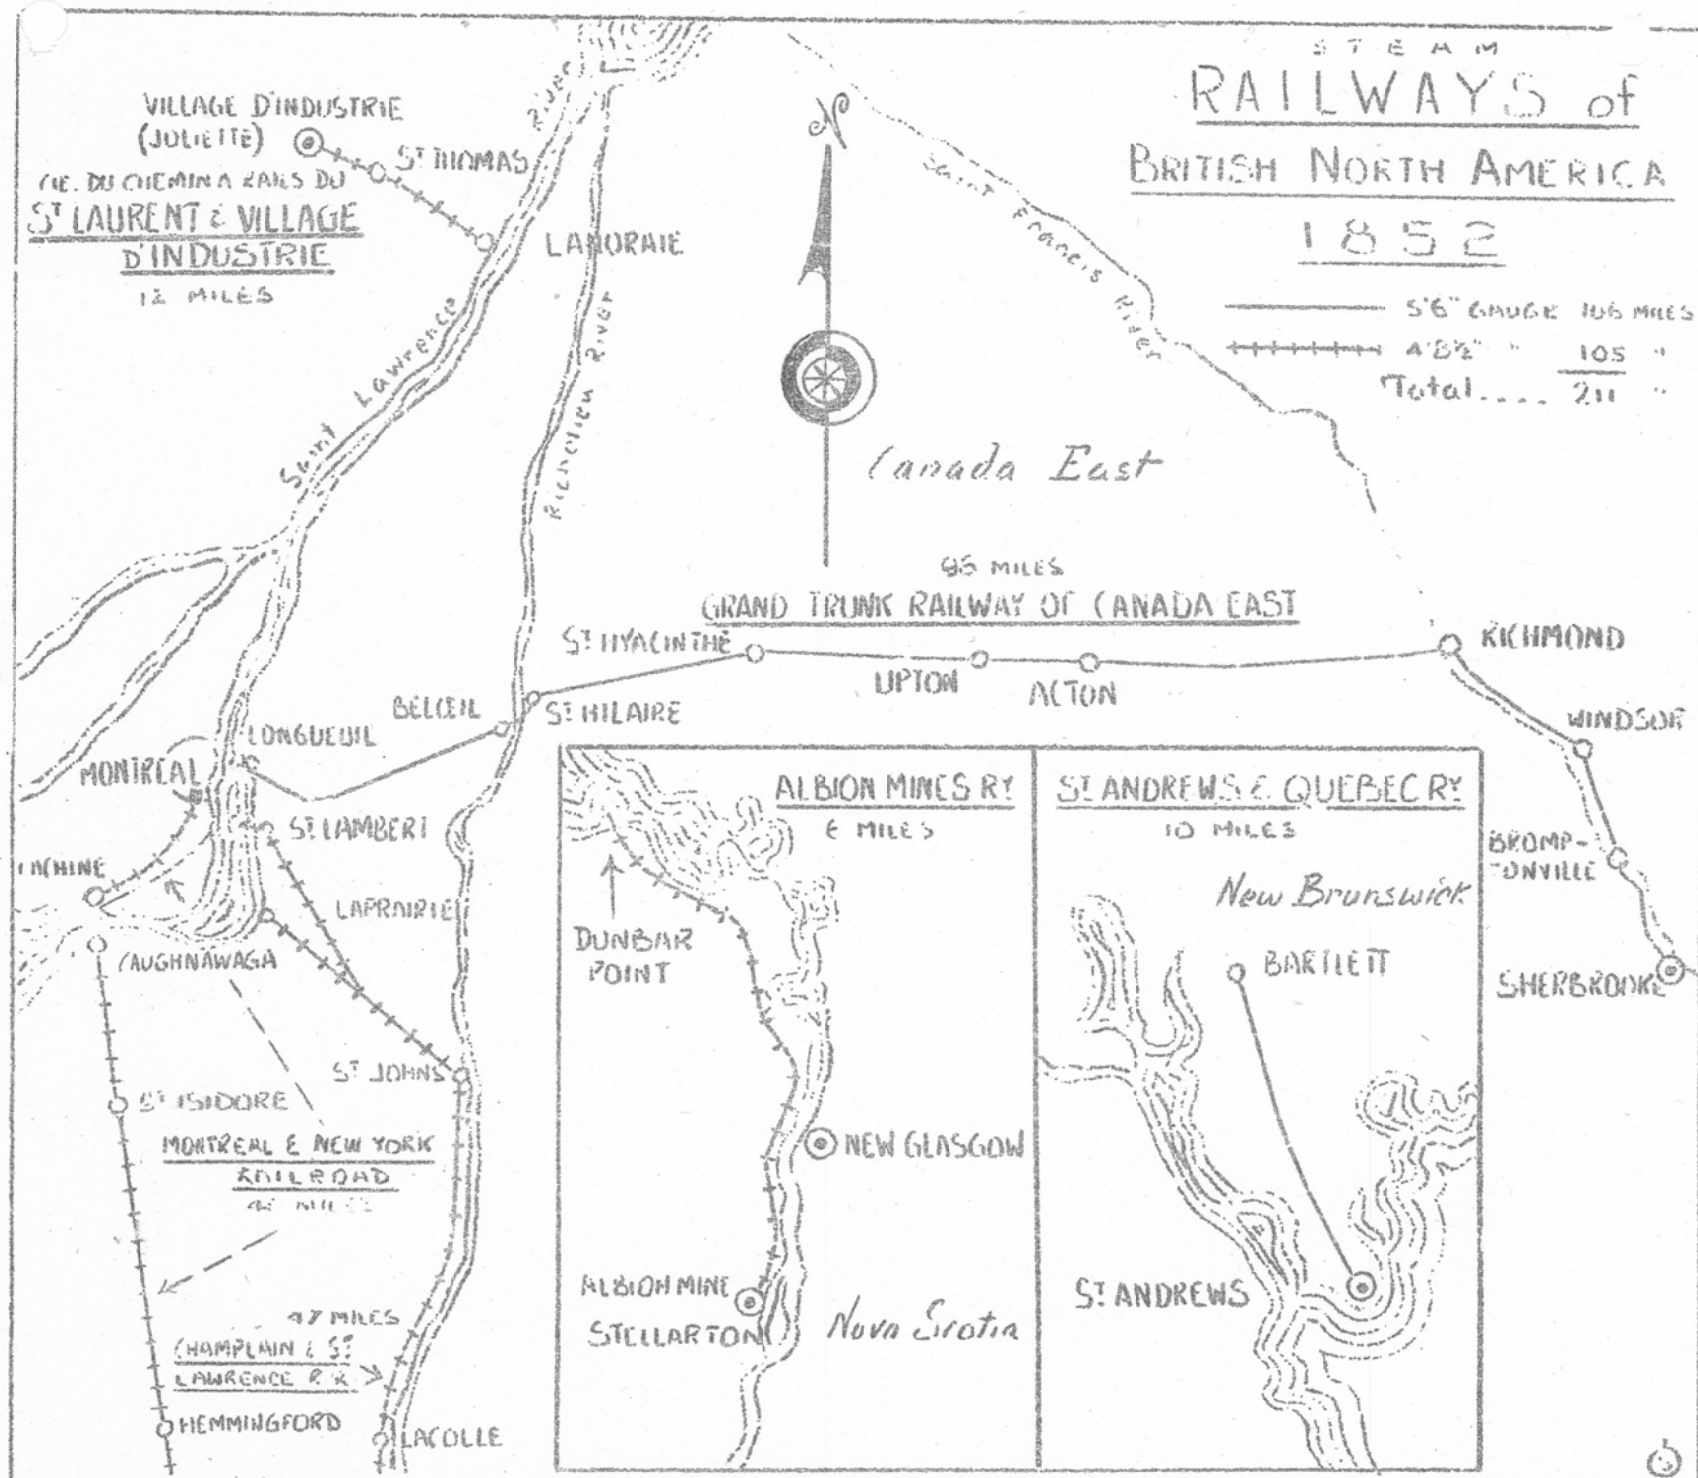 STEAM
RAILWAYS of
BRITISH NORTH AMERICA
1852
5'6" GAUGE 106 MILES
4'8½" " 105 "
Total.... 211 "
VILLAGE D'INDUSTRIE
(JOLIETTE)
ST THOMAS
CIE. DU CHEMIN A RAILS DU
ST LAURENT & VILLAGE
D'INDUSTRIE
12 MILES
LANORAIE
Saint Lawrence River
Richelieu River
Saint Francis River
N
Canada East
MILES
GRAND TRUNK RAILWAY OF CANADA EAST
ST HYACINTHE
UPTON
ACTON
RICHMOND
WINDSOR
BROMP-
TONVILLE
SHERBROOKE
BELŒIL
ST HILAIRE
LONGUEUIL
MONTREAL
ST LAMBERT
LACHINE
LAPRAIRIE
CAUGHNAWAGA
ST JOHNS
ST ISIDORE
MONTREAL & NEW YORK
RAILROAD
MILES
47 MILES
CHAMPLAIN & ST
LAWRENCE R.R.
HEMMINGFORD
LACOLLE
ALBION MINES RY
6 MILES
DUNBAR
POINT
NEW GLASGOW
ALBION MINE
STELLARTON
Nova Scotia
ST ANDREWS & QUEBEC RY
10 MILES
New Brunswick
BARTLETT
ST ANDREWS